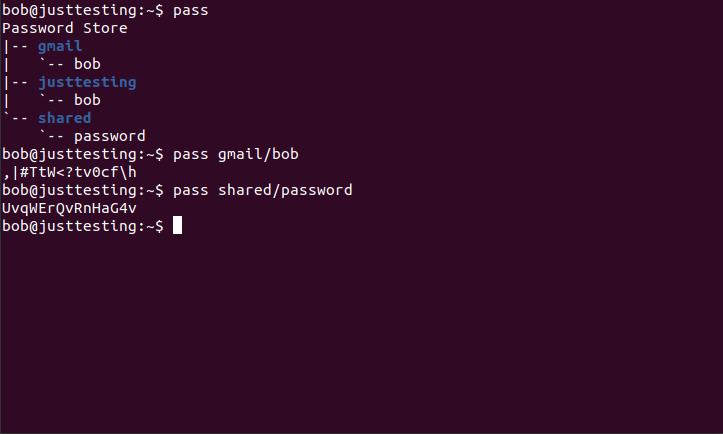 bob@justtesting:~$ pass
Password Store
|-- gmail
|   `-- bob
|-- justtesting
|   `-- bob
`-- shared
    `-- password
bob@justtesting:~$ pass gmail/bob
,|#TtW<?tv0cf\h
bob@justtesting:~$ pass shared/password
UvqWErQvRnHaG4v
bob@justtesting:~$